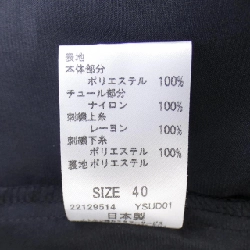 表地
本体部分
ポリエステル 100%
チュール部分
ナイロン 100%
刺繍上糸
レーヨン 100%
刺繍下糸
ポリエステル 100%
裏地 ポリエステル 100%
SIZE 40
22129514 YSUD01
日本製